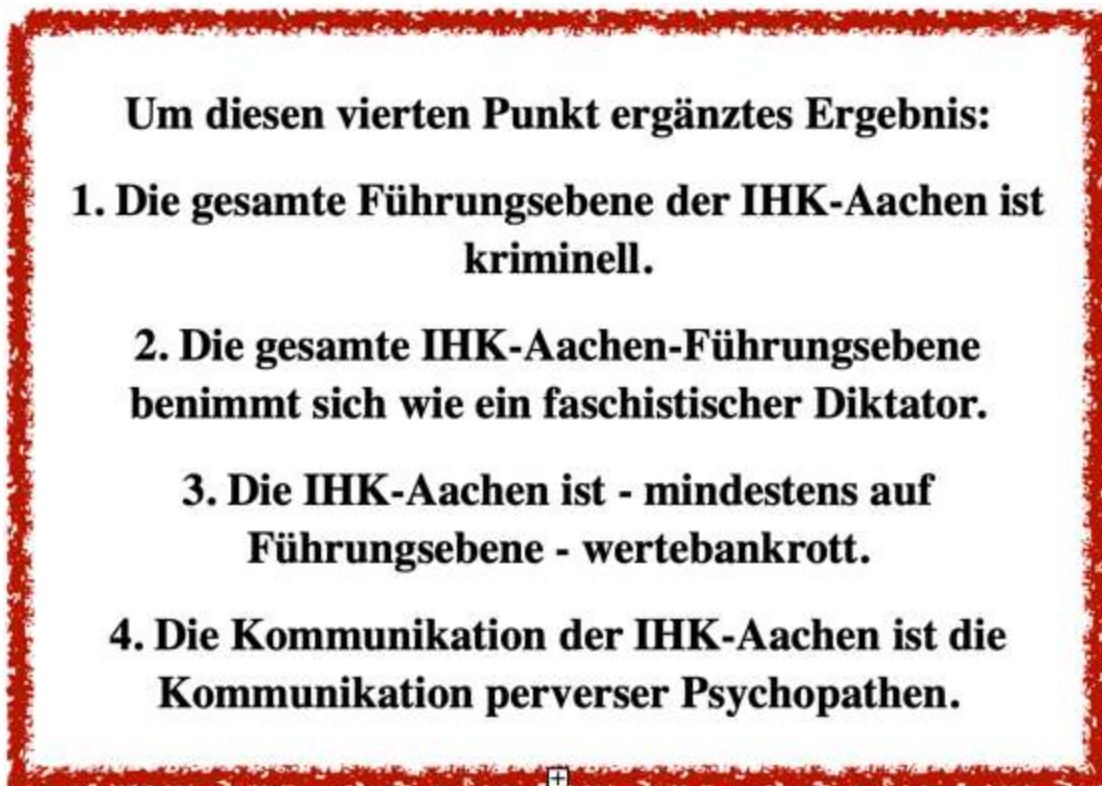 Um diesen vierten Punkt ergänztes Ergebnis:
1. Die gesamte Führungsebene der IHK-Aachen ist
kriminell.
2. Die gesamte IHK-Aachen-Führungsebene
benimmt sich wie ein faschistischer Diktator.
3. Die IHK-Aachen ist - mindestens auf
Führungsebene - wertebankrott.
4. Die Kommunikation der IHK-Aachen ist die
Kommunikation perverser Psychopathen.